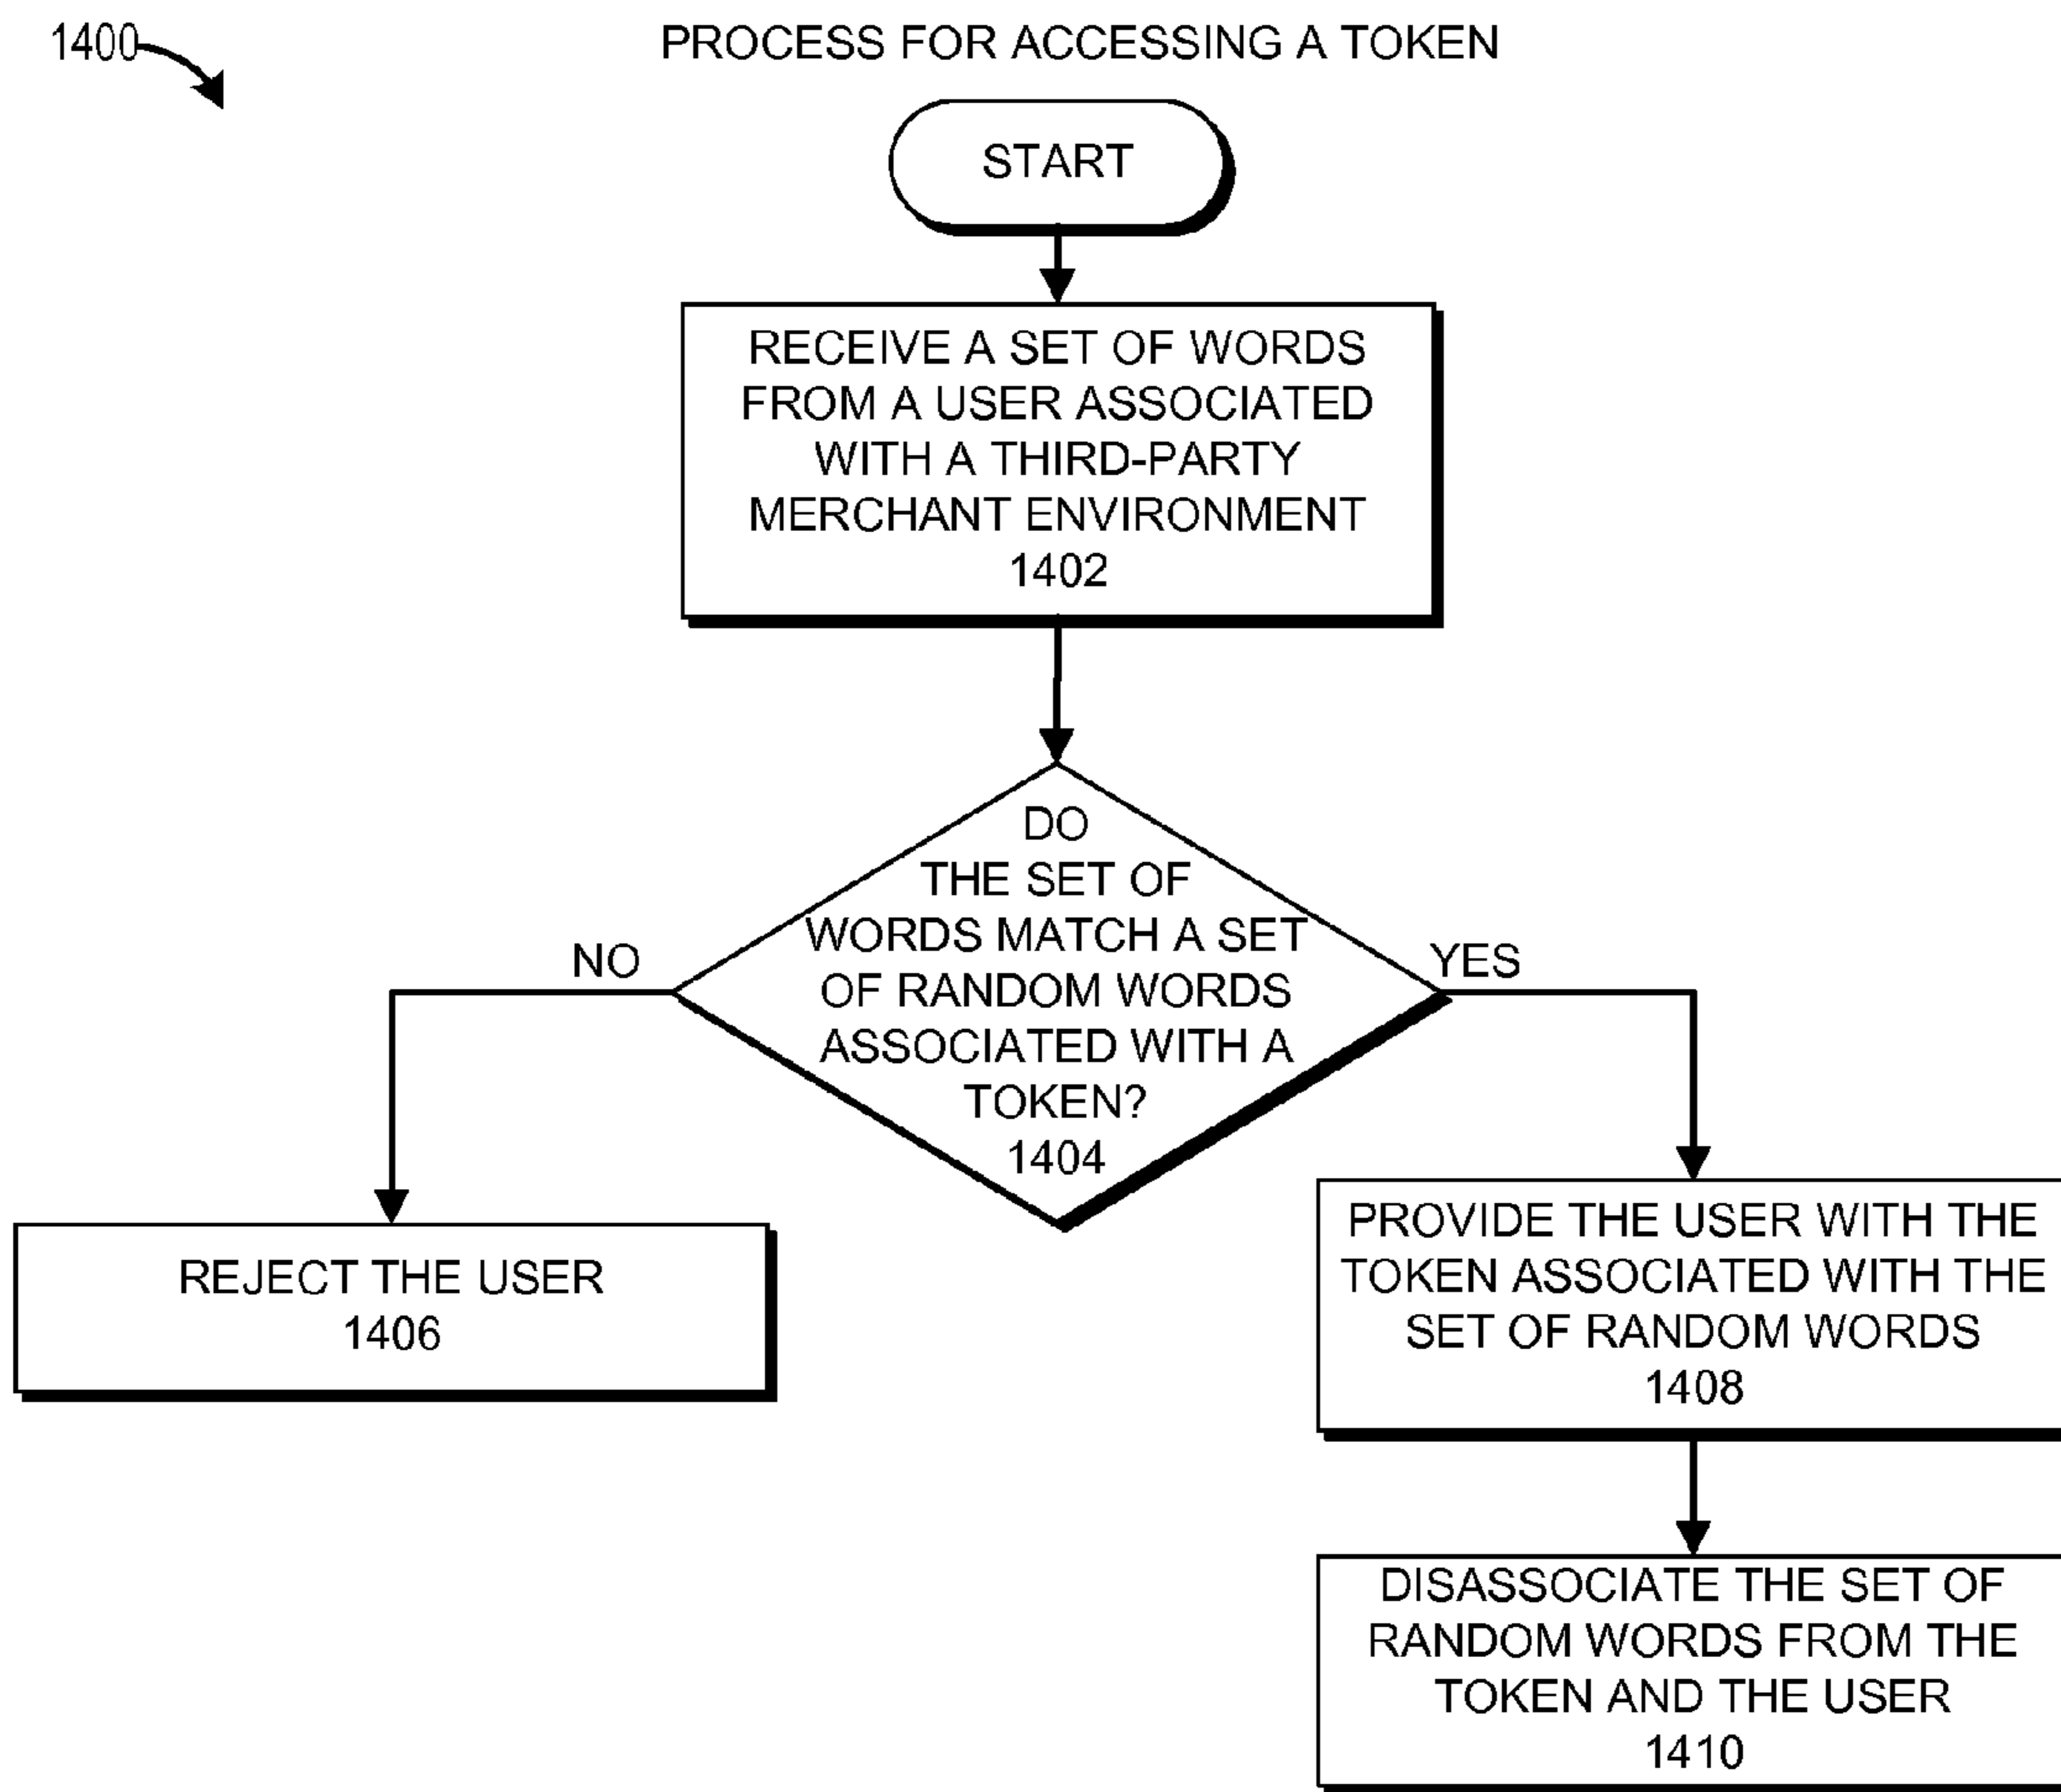 1400
PROCESS FOR ACCESSING A TOKEN
START
RECEIVE A SET OF WORDS
FROM A USER ASSOCIATED
WITH A THIRD-PARTY
MERCHANT ENVIRONMENT
1402
DO
THE SET OF
WORDS MATCH A SET
OF RANDOM WORDS
ASSOCIATED WITH A
TOKEN?
1404
NO
YES
REJECT THE USER
1406
PROVIDE THE USER WITH THE
TOKEN ASSOCIATED WITH THE
SET OF RANDOM WORDS
1408
DISASSOCIATE THE SET OF
RANDOM WORDS FROM THE
TOKEN AND THE USER
1410